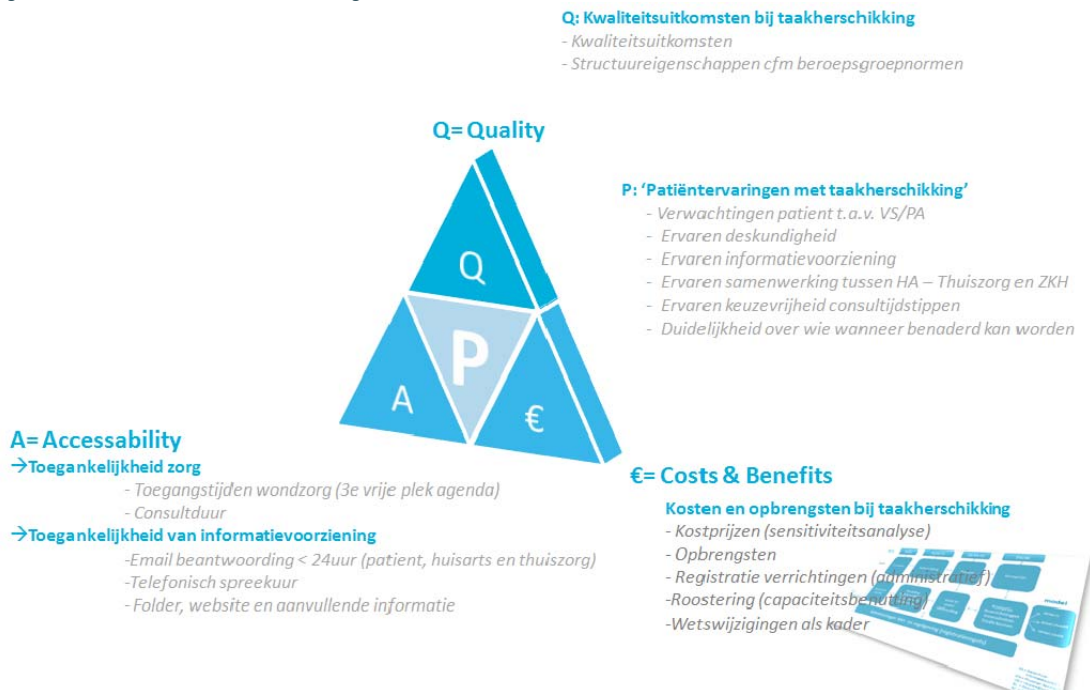 Q: Kwaliteitsuitkomsten bij taakherschikking
- Kwaliteitsuitkomsten
- Structuureigenschappen cfm beroepsgroepnormen
Q= Quality
P: ‘Patiëntervaringen met taakherschikking’
- Verwachtingen patient t.a.v. VS/PA
- Ervaren deskundigheid
- Ervaren informatievoorziening
- Ervaren samenwerking tussen HA – Thuiszorg en ZKH
- Ervaren keuzevrijheid consultijdstippen
- Duidelijkheid over wie wanneer benaderd kan worden
Q
P
A
€
A= Accessability
→Toegankelijkheid zorg
- Toegangstijden wondzorg (3e vrije plek agenda)
- Consultduur
→Toegankelijkheid van informatievoorziening
-Email beantwoording < 24uur (patient, huisarts en thuiszorg)
-Telefonisch spreekuur
- Folder, website en aanvullende informatie
€= Costs & Benefits
Kosten en opbrengsten bij taakherschikking
- Kostprijzen (sensitiviteitsanalyse)
- Opbrengsten
- Registratie verrichtingen (administratief)
-Roostering (capaciteitsbenutting)
-Wetswijzigingen als kader